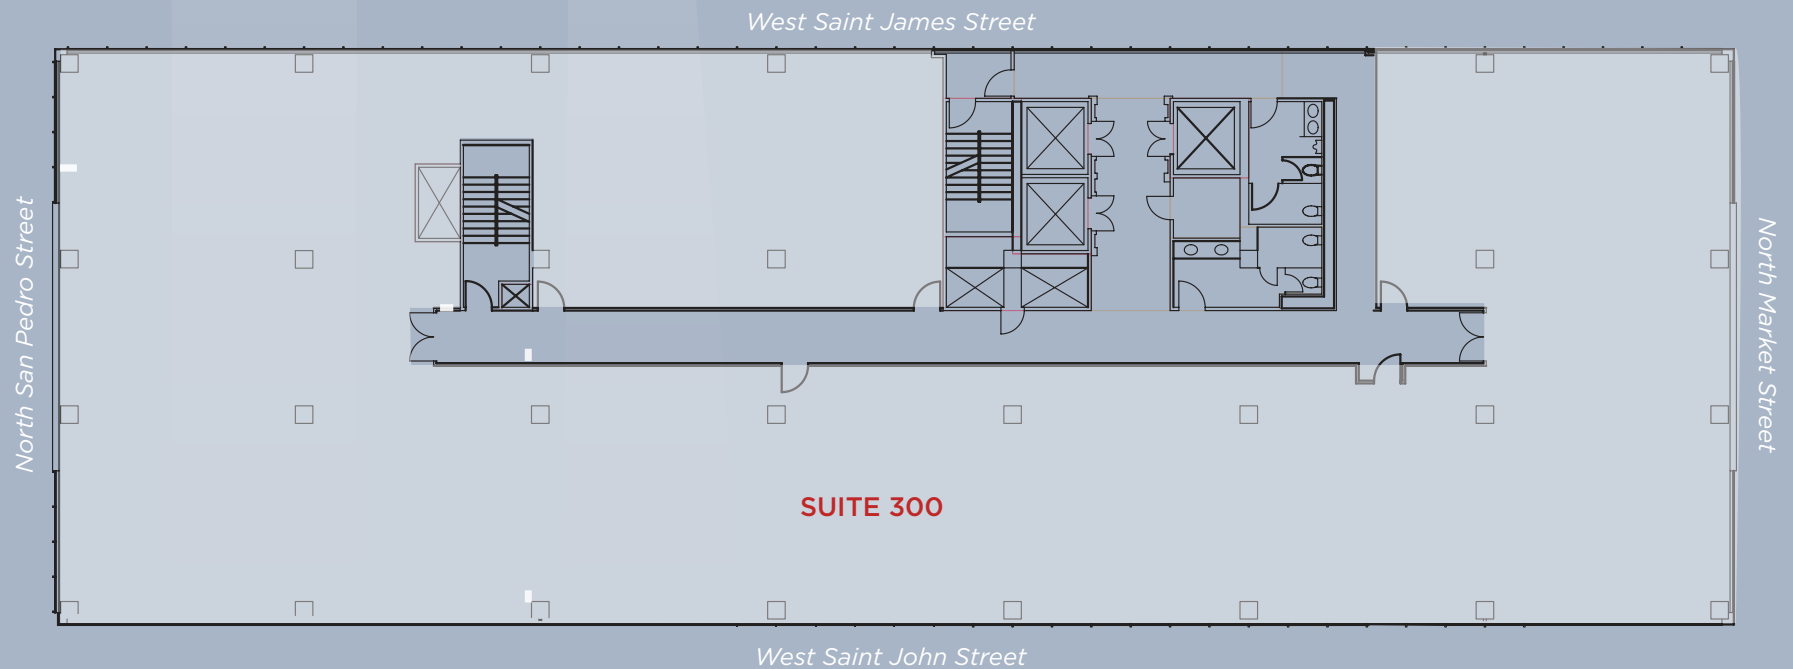 West Saint James Street
North San Pedro Street
North Market Street
SUITE 300
West Saint John Street